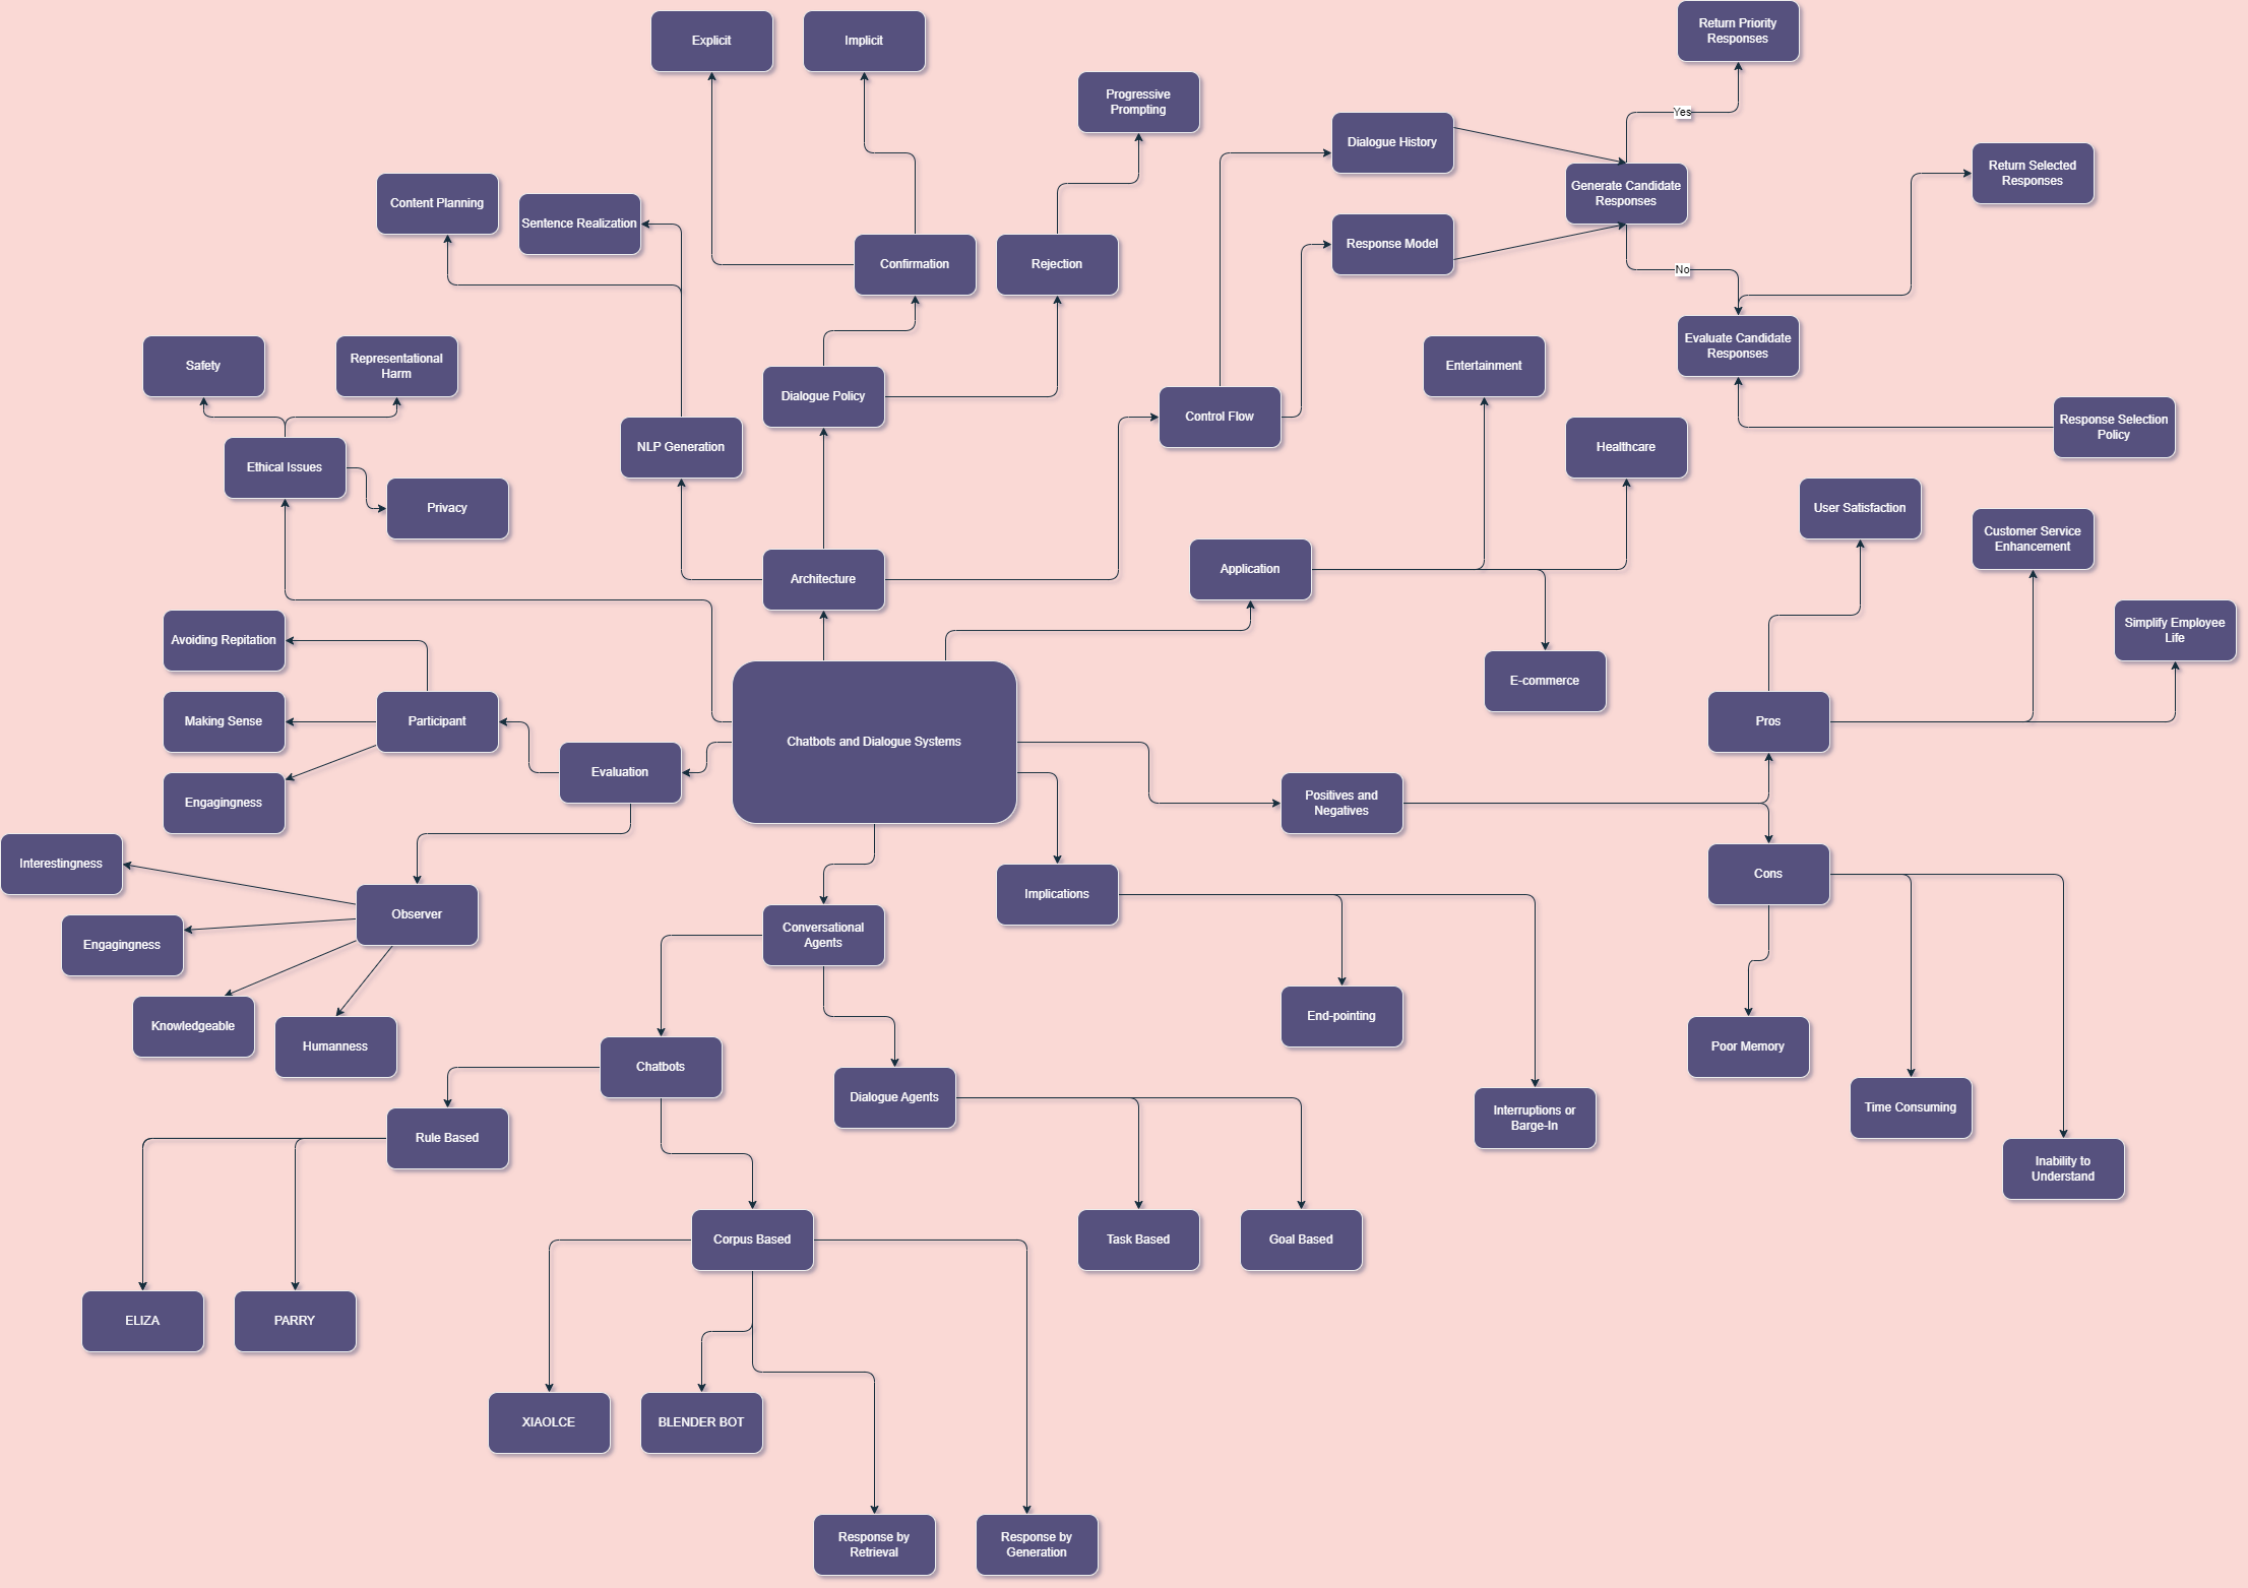 Return Priority
Responses
Explicit
Implicit
Progressive
Prompting
Yes
Dialogue History
Generate Candidate
Responses
Return Selected
Responses
Content Planning
Sentence Realization
Confirmation
Rejection
Response Model
No
Evaluate Candidate
Responses
Safety
Representational
Harm
Entertainment
Dialogue Policy
Control Flow
Response Selection
Policy
NLP Generation
Healthcare
Ethical Issues
Privacy
User Satisfaction
Customer Service
Enhancement
Architecture
Application
Simplify Employee
Life
Avoiding Repitation
E-commerce
Making Sense
Participant
Chatbots and Dialogue Systems
Pros
Evaluation
Engagingness
Positives and
Negatives
Interestingness
Cons
Implications
Observer
Conversational
Agents
Engagingness
Knowledgeable
Humanness
End-pointing
Poor Memory
Chatbots
Dialogue Agents
Interruptions or
Barge-In
Time Consuming
Rule Based
Inability to
Understand
Corpus Based
Task Based
Goal Based
ELIZA
PARRY
XIAOLCE
BLENDER BOT
Response by
Retrieval
Response by
Generation